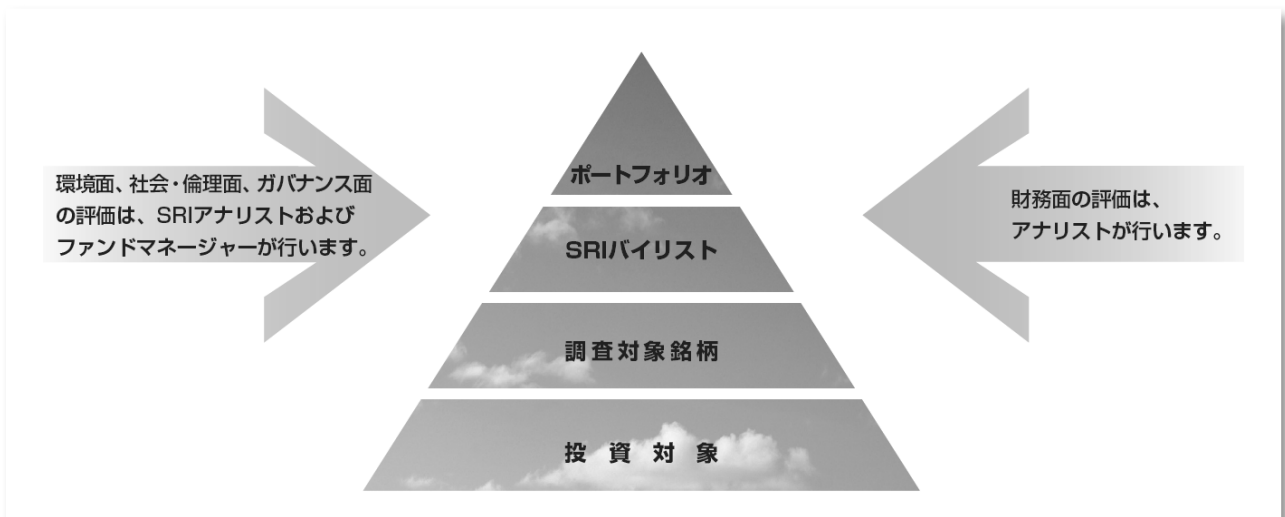 環境面、社会・倫理面、ガバナンス面
の評価は、SRIアナリストおよび
ファンドマネージャーが行います。
ポートフォリオ
SRIバイリスト
調査対象銘柄
投資対象
財務面の評価は、
アナリストが行います。